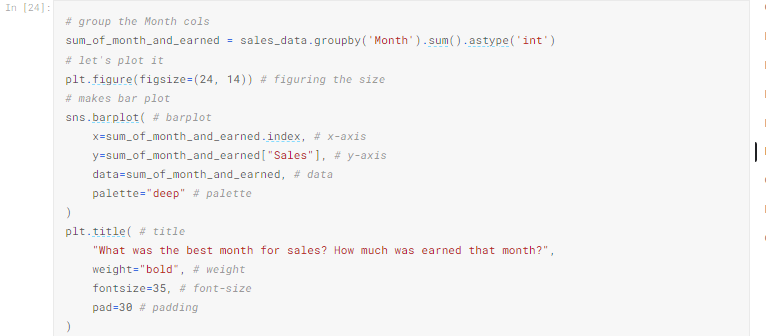 In [24]:
# group the Month cols
sum_of_month_and_earned = sales_data.groupby('Month').sum().astype('int')
# let's plot it
plt.figure(figsize=(24, 14)) # figuring the size
# makes bar plot
sns.barplot( # barplot
    x=sum_of_month_and_earned.index, # x-axis
    y=sum_of_month_and_earned["Sales"], # y-axis
    data=sum_of_month_and_earned, # data
    palette="deep" # palette
)
plt.title( # title
    "What was the best month for sales? How much was earned that month?",
    weight="bold", # weight
    fontsize=35, # font-size
    pad=30 # padding
)